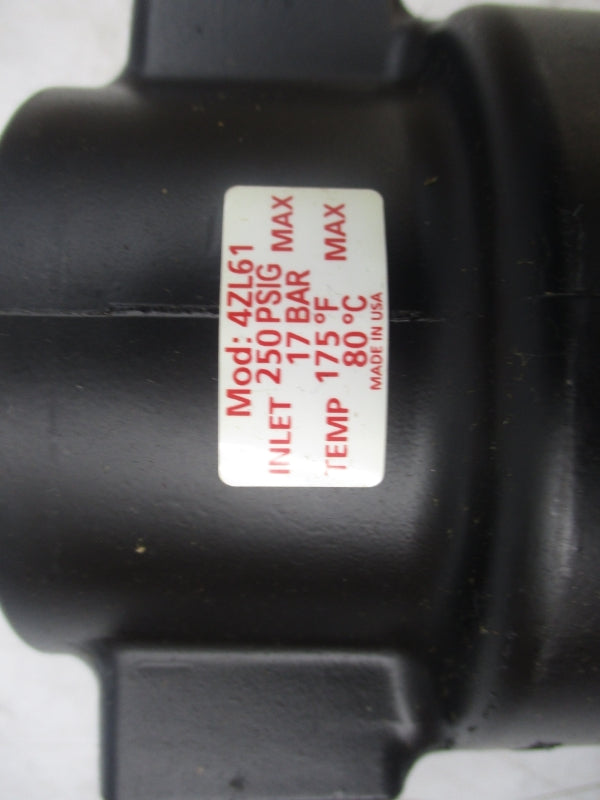 Mod: 4ZL61
INLET 250 PSIG MAX
17 BAR
TEMP 175 °F MAX
80 °C
MADE IN USA